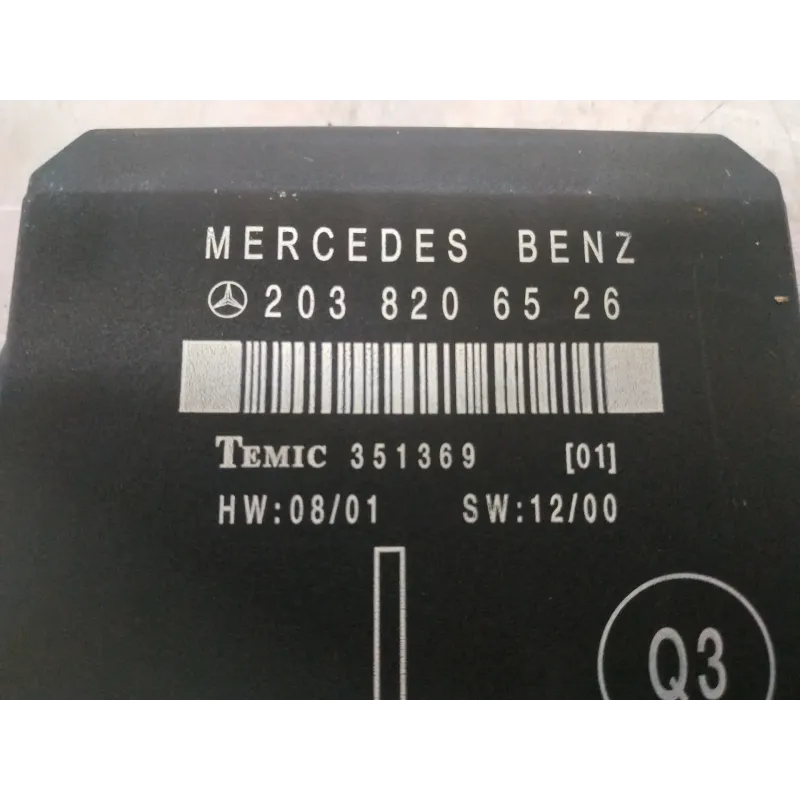 MERCEDES BENZ
203 820 65 26
TEMIC 351369 [01]
HW:08/01 SW:12/00
Q3